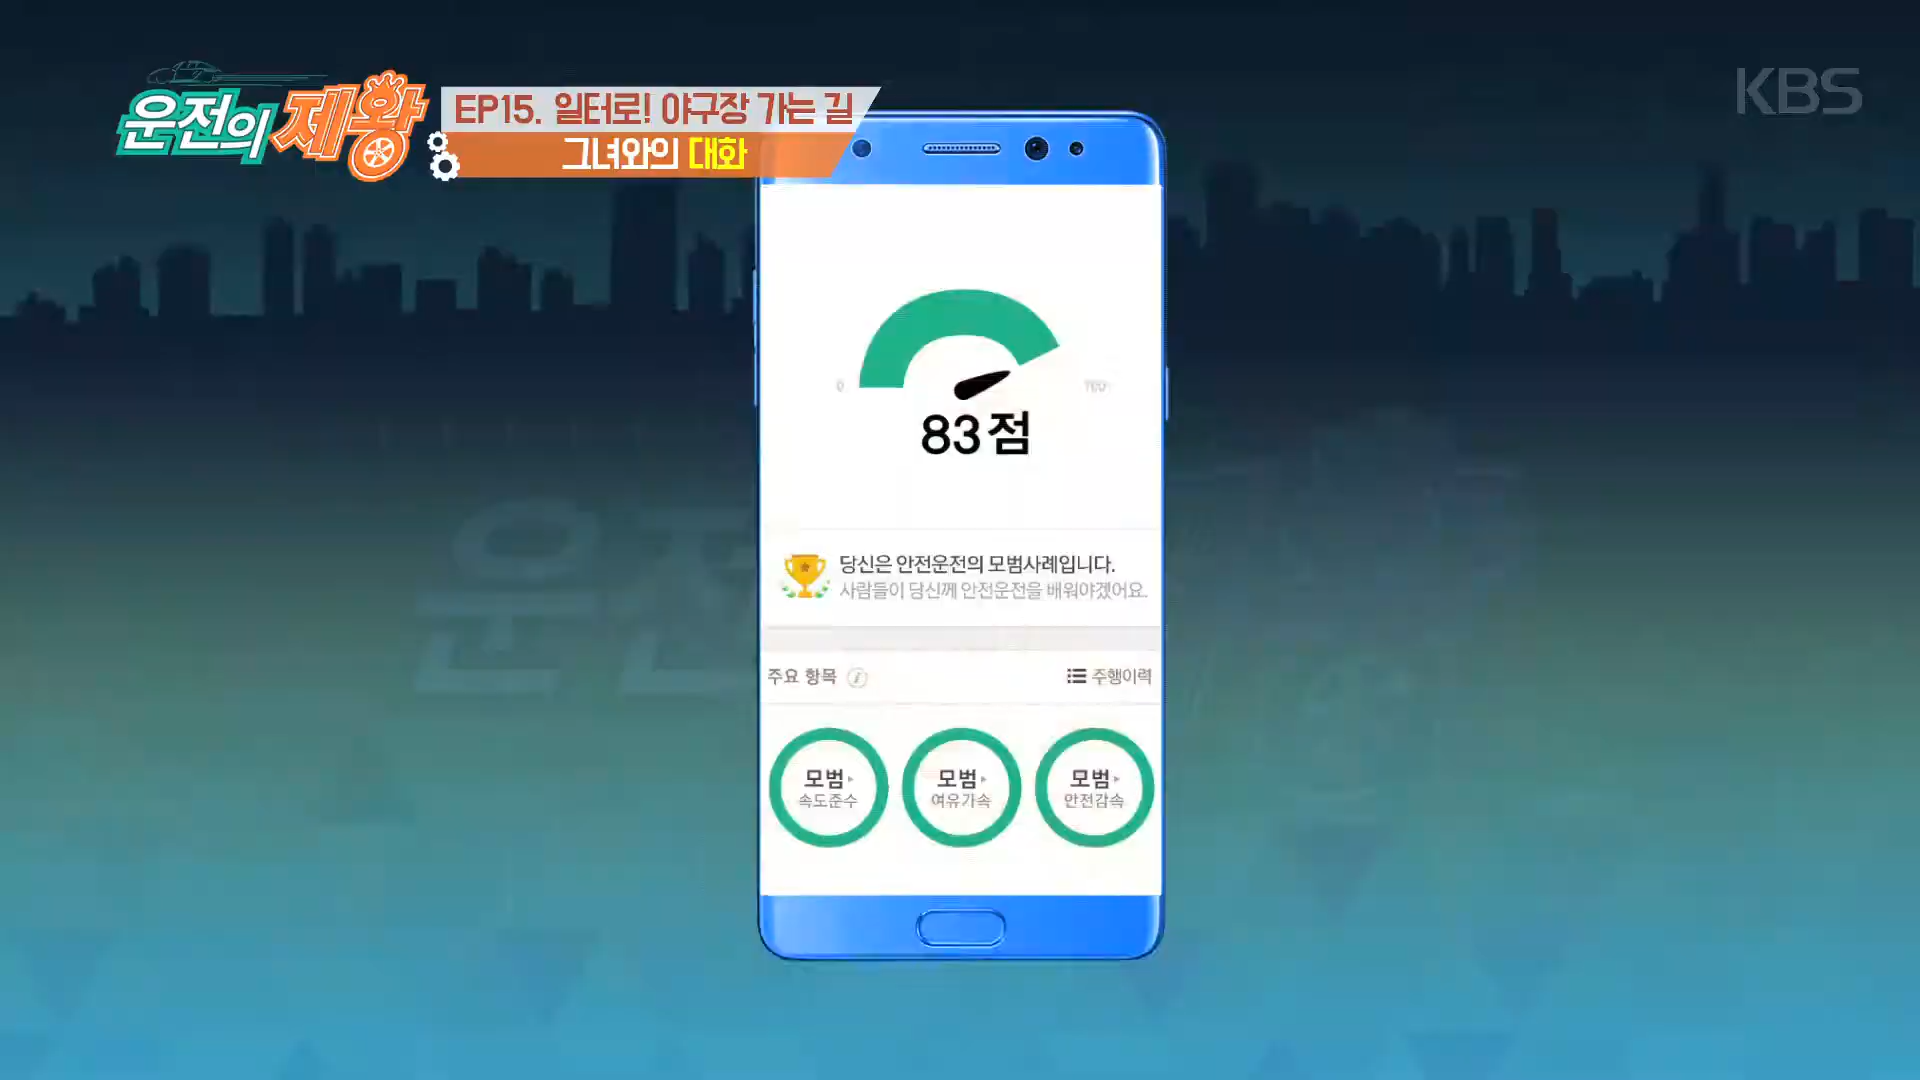 운전의 제왕
EP15. 일터로! 야구장 가는 길
그녀와의 대화
KBS
0
100
83점
당신은 안전운전의 모범사례입니다.
사람들이 당신께 안전운전을 배워야겠어요.
주요 항목
주행이력
모범
속도준수
모범
여유가속
모범
안전감속
운전